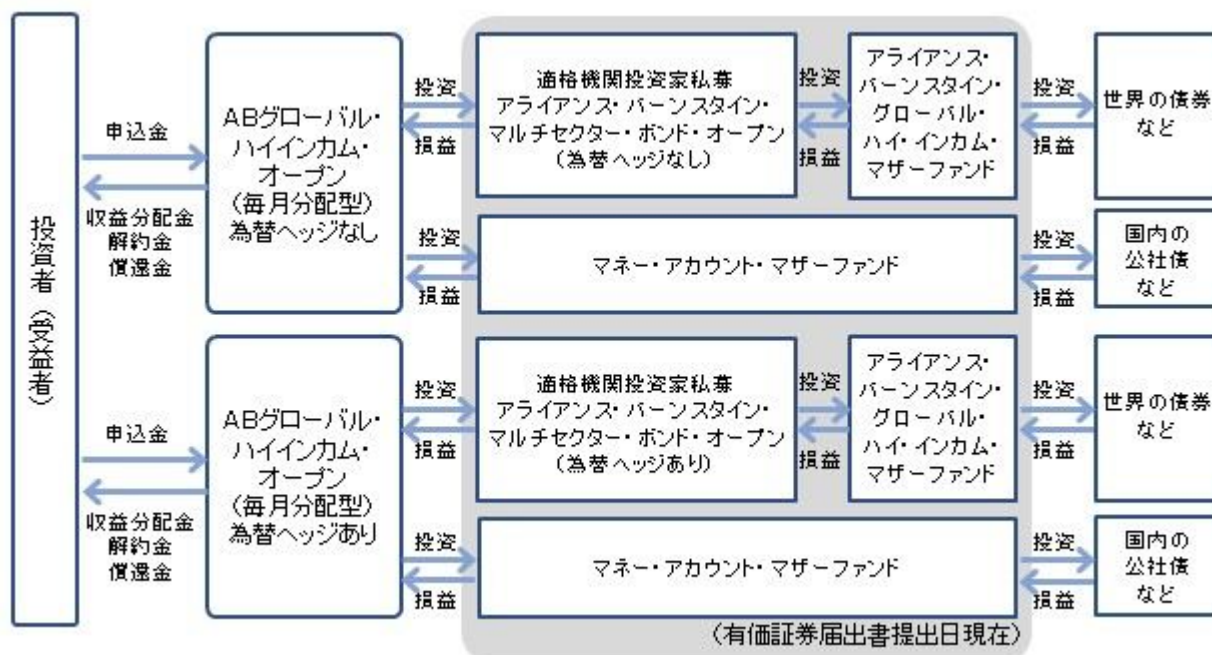 投資者（受益者）
申込金
収益分配金
解約金
償還金
ABグローバル・
ハイインカム・
オープン
（毎月分配型）
為替ヘッジなし
投資
損益
適格機関投資家私募
アライアンス・バーンスタイン・
マルチセクター・ボンド・オープン
（為替ヘッジなし）
投資
損益
アライアンス・
バーンスタイン・
グローバル・
ハイ・インカム・
マザーファンド
投資
損益
世界の債券
など
投資
損益
マネー・アカウント・マザーファンド
投資
損益
国内の
公社債
など
申込金
収益分配金
解約金
償還金
ABグローバル・
ハイインカム・
オープン
（毎月分配型）
為替ヘッジあり
投資
損益
適格機関投資家私募
アライアンス・バーンスタイン・
マルチセクター・ボンド・オープン
（為替ヘッジあり）
投資
損益
アライアンス・
バーンスタイン・
グローバル・
ハイ・インカム・
マザーファンド
投資
損益
世界の債券
など
投資
損益
マネー・アカウント・マザーファンド
投資
損益
国内の
公社債
など
（有価証券届出書提出日現在）